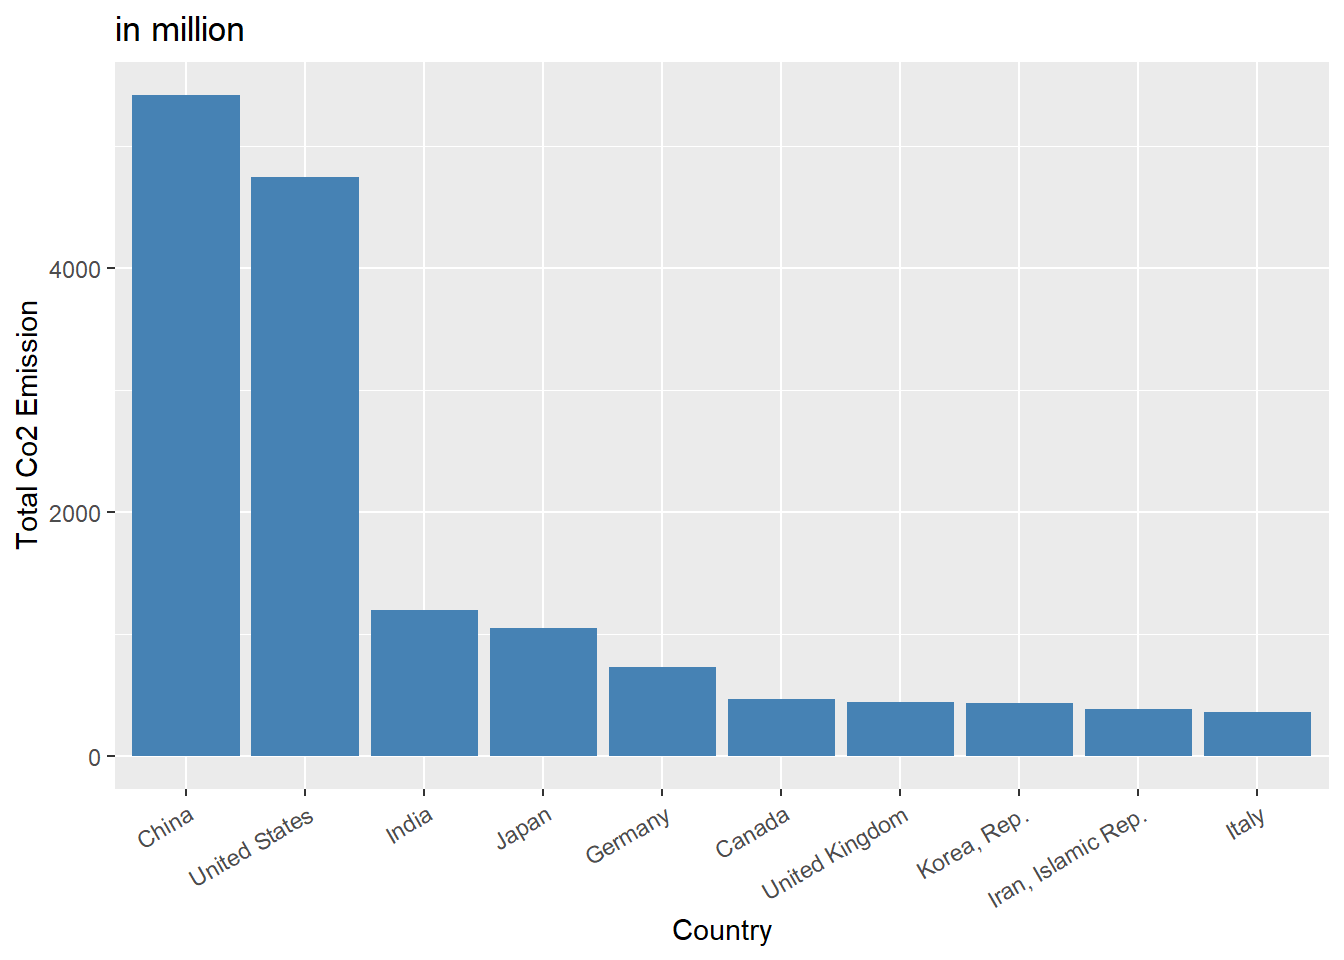 in million
Total Co2 Emission
4000
2000
0
China
United States
India
Japan
Germany
Canada
United Kingdom
Korea, Rep.
Iran, Islamic Rep.
Italy
Country